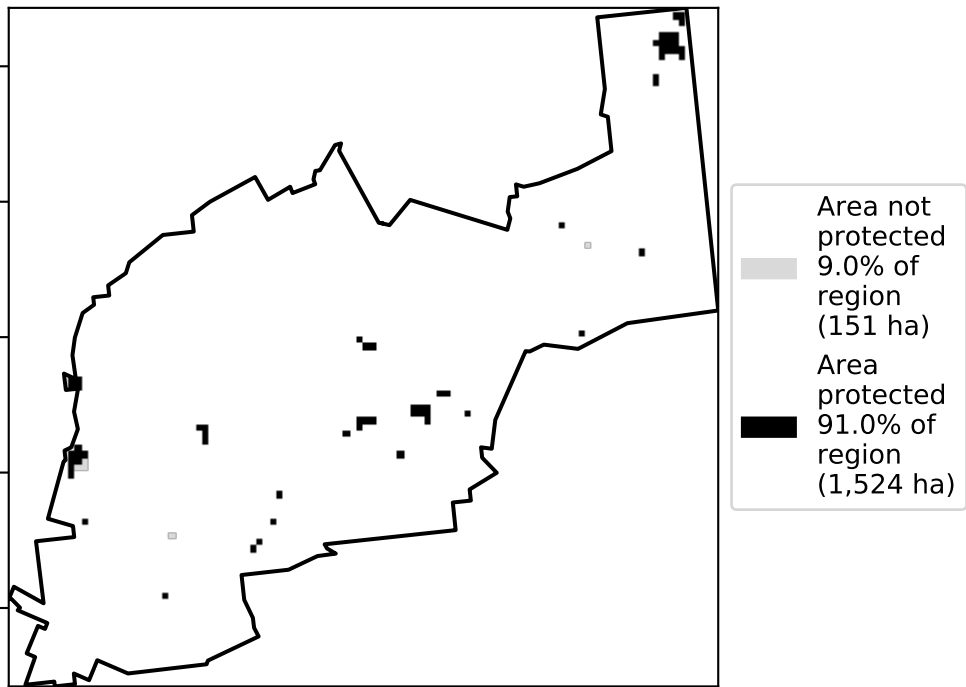 Area not
protected
9.0% of
region
(151 ha)
Area
protected
91.0% of
region
(1,524 ha)